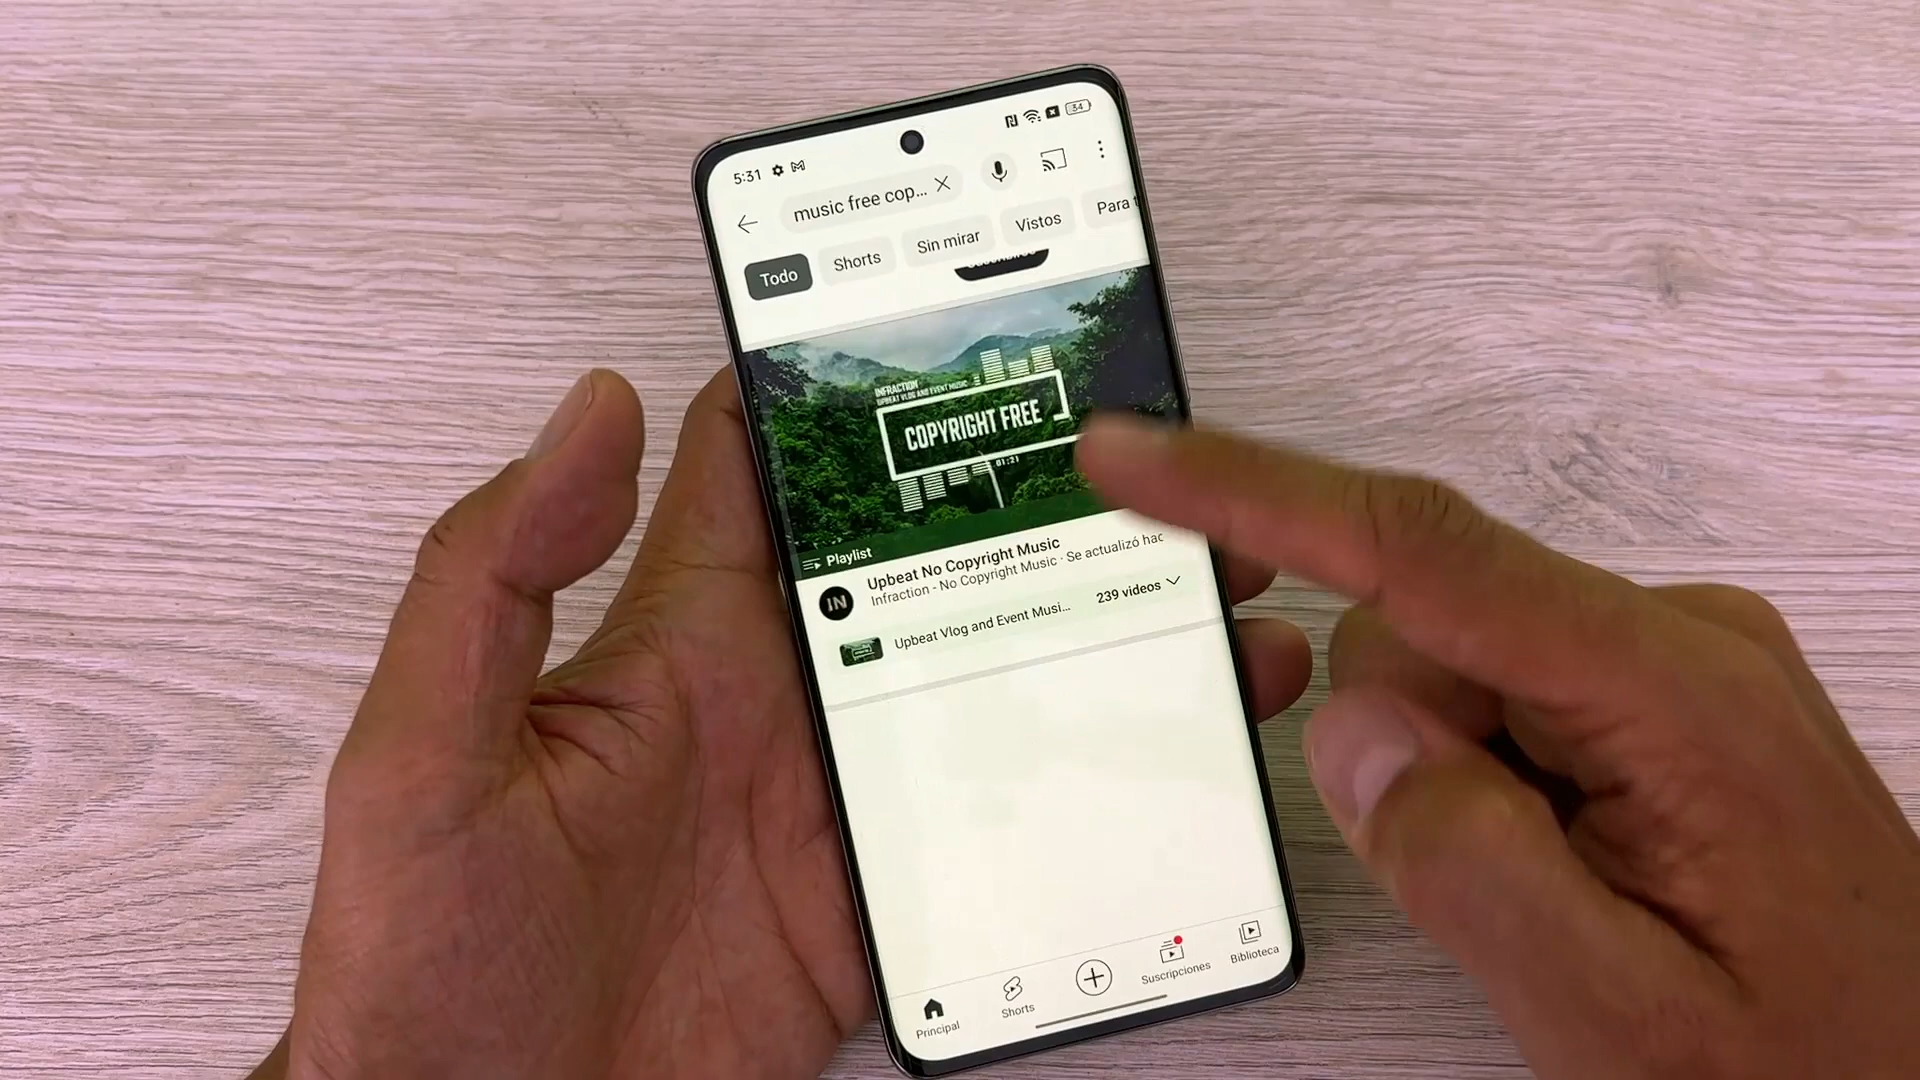 5:31
54
music free cop...
Todo
Shorts
Sin mirar
Vistos
Para t
INFRACTION
UPBEAT VLOG AND EVENT MUSIC
COPYRIGHT FREE
01:21
Playlist
IN
Upbeat No Copyright Music
Infraction - No Copyright Music · Se actualizó hac
Upbeat Vlog and Event Musi...
239 videos
Principal
Shorts
Suscripciones
Biblioteca